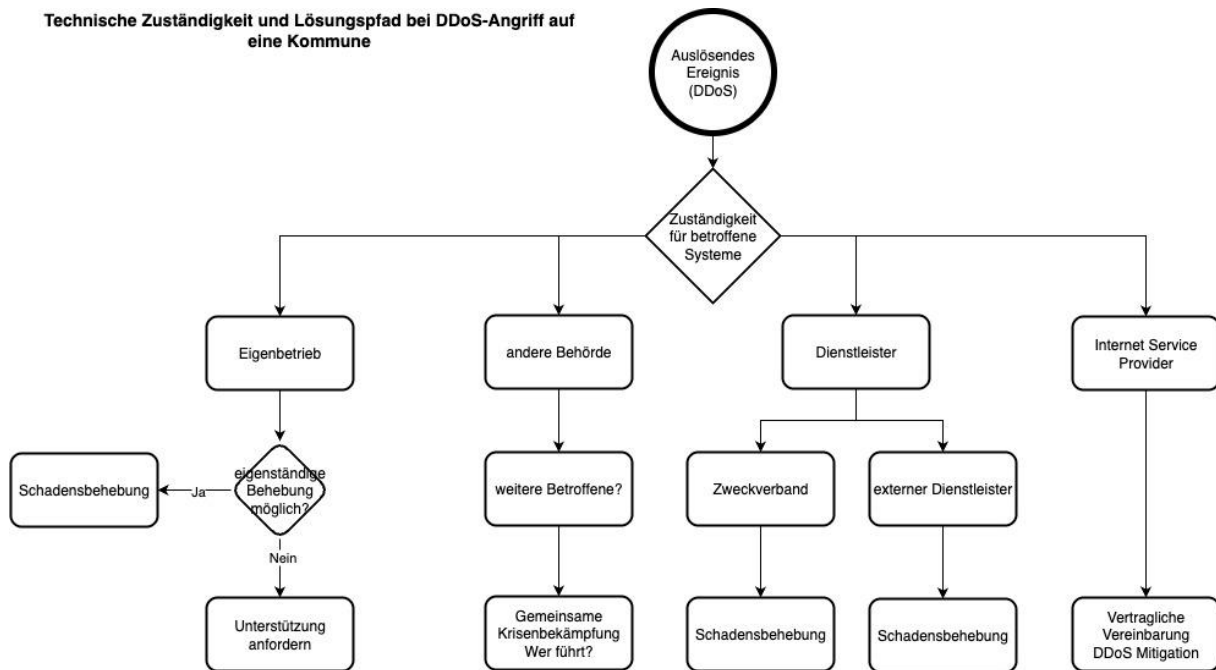 Technische Zuständigkeit und Lösungspfad bei DDoS-Angriff auf
eine Kommune
Auslösendes
Ereignis
(DDoS)
Zuständigkeit
für betroffene
Systeme
Eigenbetrieb
andere Behörde
Dienstleister
Internet Service
Provider
Schadensbehebung
Ja
eigenständige
Behebung
möglich?
weitere Betroffene?
Zweckverband
externer Dienstleister
Nein
Unterstützung
anfordern
Gemeinsame
Krisenbekämpfung
Wer führt?
Schadensbehebung
Schadensbehebung
Vertragliche
Vereinbarung
DDoS Mitigation